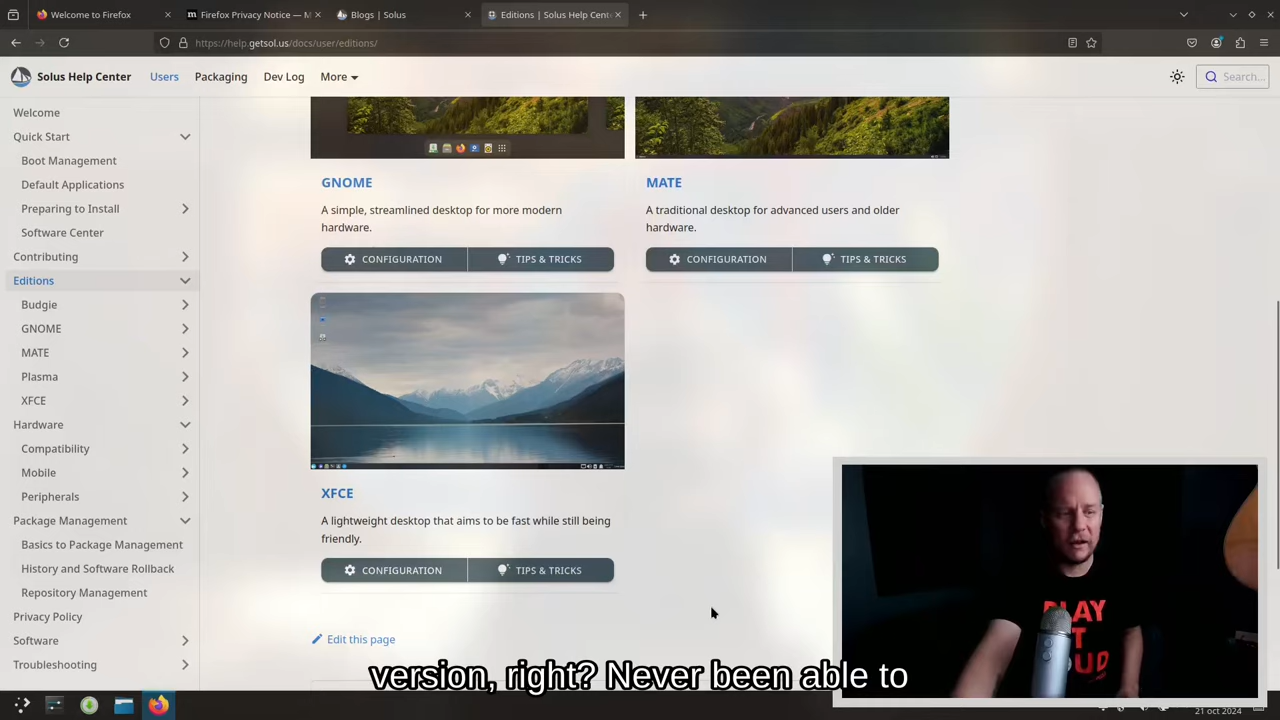 Welcome to Firefox
Firefox Privacy Notice — M
Blogs | Solus
Editions | Solus Help Cent
https://help.getsol.us/docs/user/editions/
Solus Help Center
Users
Packaging
Dev Log
More
Search...
Welcome
Quick Start
Boot Management
Default Applications
Preparing to Install
Software Center
Contributing
Editions
Budgie
GNOME
MATE
Plasma
XFCE
Hardware
Compatibility
Mobile
Peripherals
Package Management
Basics to Package Management
History and Software Rollback
Repository Management
Privacy Policy
Software
Troubleshooting
GNOME
A simple, streamlined desktop for more modern
hardware.
CONFIGURATION
TIPS & TRICKS
MATE
A traditional desktop for advanced users and older
hardware.
CONFIGURATION
TIPS & TRICKS
XFCE
A lightweight desktop that aims to be fast while still being
friendly.
CONFIGURATION
TIPS & TRICKS
Edit this page
PLAY
IT
version, right? Never been able to
21 oct 2024